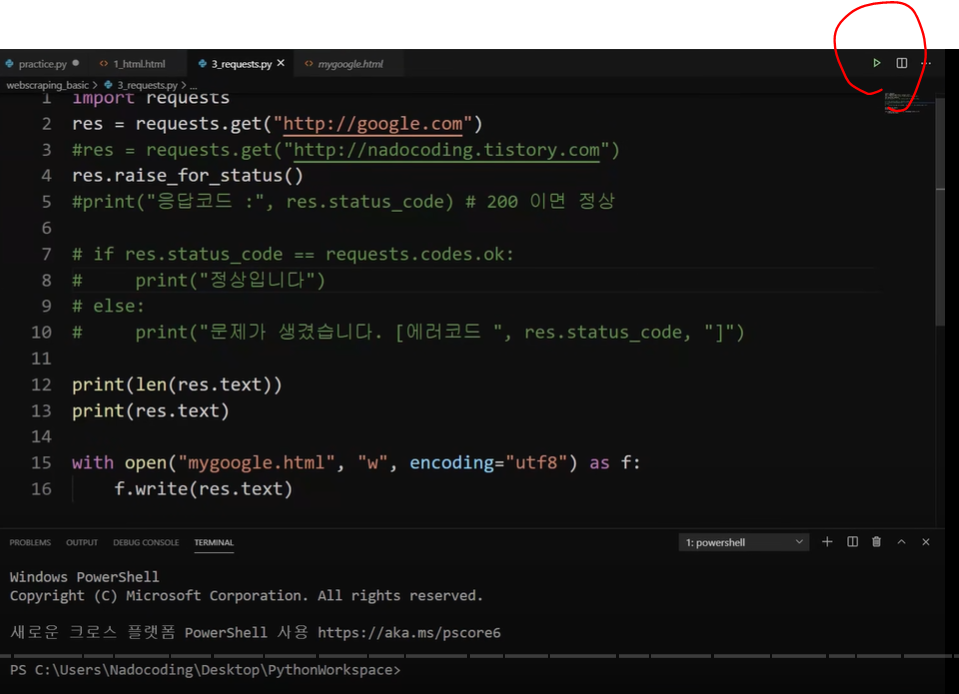 practice.py 1_html.html 3_requests.py mygoogle.html
webscraping_basic > 3_requests.py > ...
1 import requests
2 res = requests.get("http://google.com")
3 #res = requests.get("http://nadocoding.tistory.com")
4 res.raise_for_status()
5 #print("응답코드 :", res.status_code) # 200 이면 정상
6
7 # if res.status_code == requests.codes.ok:
8 #     print("정상입니다")
9 # else:
10 #     print("문제가 생겼습니다. [에러코드 ", res.status_code, "]")
11
12 print(len(res.text))
13 print(res.text)
14
15 with open("mygoogle.html", "w", encoding="utf8") as f:
16     f.write(res.text)
PROBLEMS OUTPUT DEBUG CONSOLE TERMINAL 1: powershell
Windows PowerShell
Copyright (C) Microsoft Corporation. All rights reserved.
새로운 크로스 플랫폼 PowerShell 사용 https://aka.ms/pscore6
PS C:\Users\Nadocoding\Desktop\PythonWorkspace>